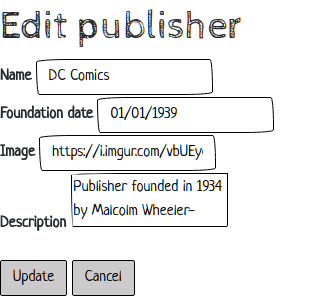 Edit publisher
Name DC Comics
Foundation date 01/01/1939
Image https://i.imgur.com/vbUEy
Publisher founded in 1934
by Malcolm Wheeler-
Description
Update Cancel